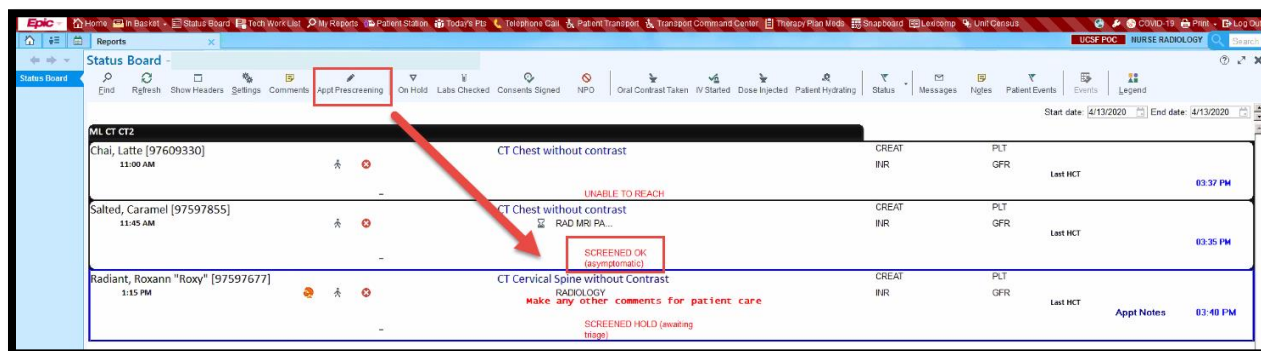 Epic Home In Basket Status Board Tech Work List My Reports Patient Station Today's Pts Telephone Call Patient Transport Transport Command Center Therapy Plan Meds Snapboard Lexicomp Unit Census COVID-19 Print Log Out
Reports UCSF POC NURSE RADIOLOGY Search
Status Board -
Status Board Find Refresh Show Headers Settings Comments Appt Prescreening On Hold Labs Checked Consents Signed NPO Oral Contrast Taken IV Started Dose Injected Patient Hydrating Status Messages Notes Patient Events Events Legend
Start date: 4/13/2020 End date: 4/13/2020
ML CT CT2
Chai, Latte [97609330] CT Chest without contrast CREAT PLT
11:00 AM INR GFR
Last HCT
03:37 PM
- UNABLE TO REACH
Salted, Caramel [97597855] CT Chest without contrast CREAT PLT
11:45 AM RAD MRI PA... INR GFR
Last HCT
03:35 PM
- SCREENED OK
(asymptomatic)
Radiant, Roxann "Roxy" [97597677] CT Cervical Spine without Contrast CREAT PLT
1:15 PM RADIOLOGY INR GFR
Make any other comments for patient care
Last HCT
Appt Notes 03:40 PM
- SCREENED HOLD (awaiting
triage)